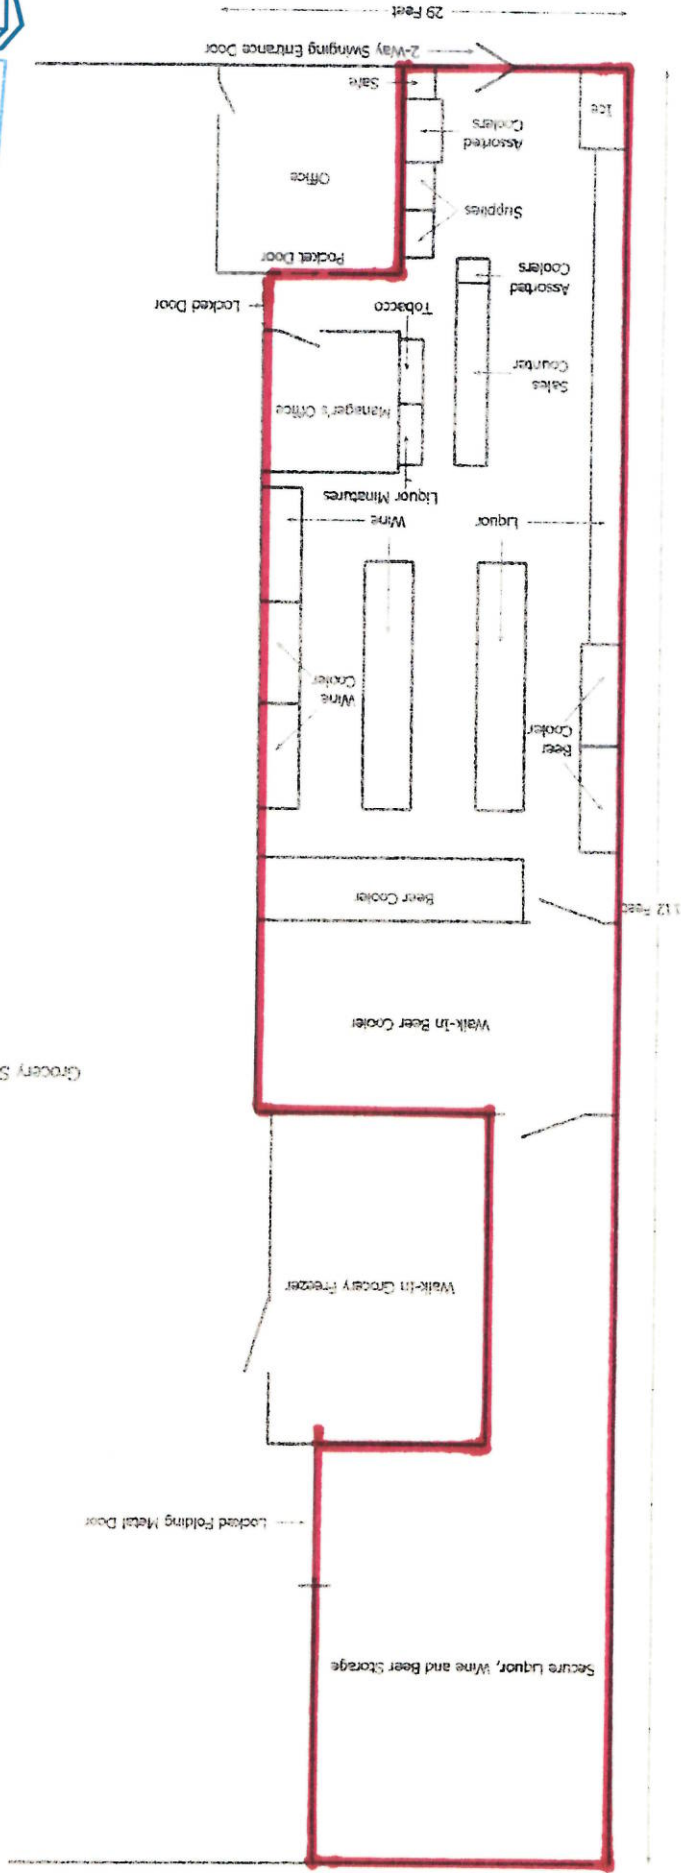 Secure Liquor, Wine and Beer Storage
Locked Folding Metal Door
Walk-In Grocery Freezer
Grocery S
Walk-In Beer Cooler
112 Feet
Beer Cooler
Beer
Cooler
Wine
Cooler
Liquor
Wine
Liquor Minatures
Manager's Office
Sales
Counter
Tobacco
Locked Door
Assorted
Coolers
Pocket Door
Supplies
Office
Assorted
Coolers
Ice
Safe
2-Way Swinging Entrance Door
29 Feet